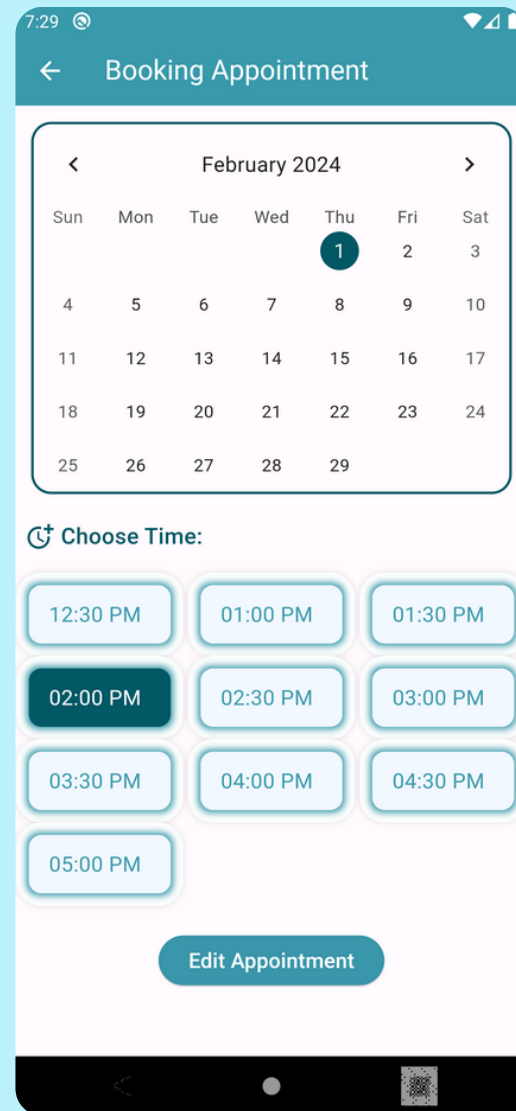 7:29
Booking Appointment
February 2024
Sun Mon Tue Wed Thu Fri Sat
1 2 3
4 5 6 7 8 9 10
11 12 13 14 15 16 17
18 19 20 21 22 23 24
25 26 27 28 29
Choose Time:
12:30 PM 01:00 PM 01:30 PM
02:00 PM 02:30 PM 03:00 PM
03:30 PM 04:00 PM 04:30 PM
05:00 PM
Edit Appointment